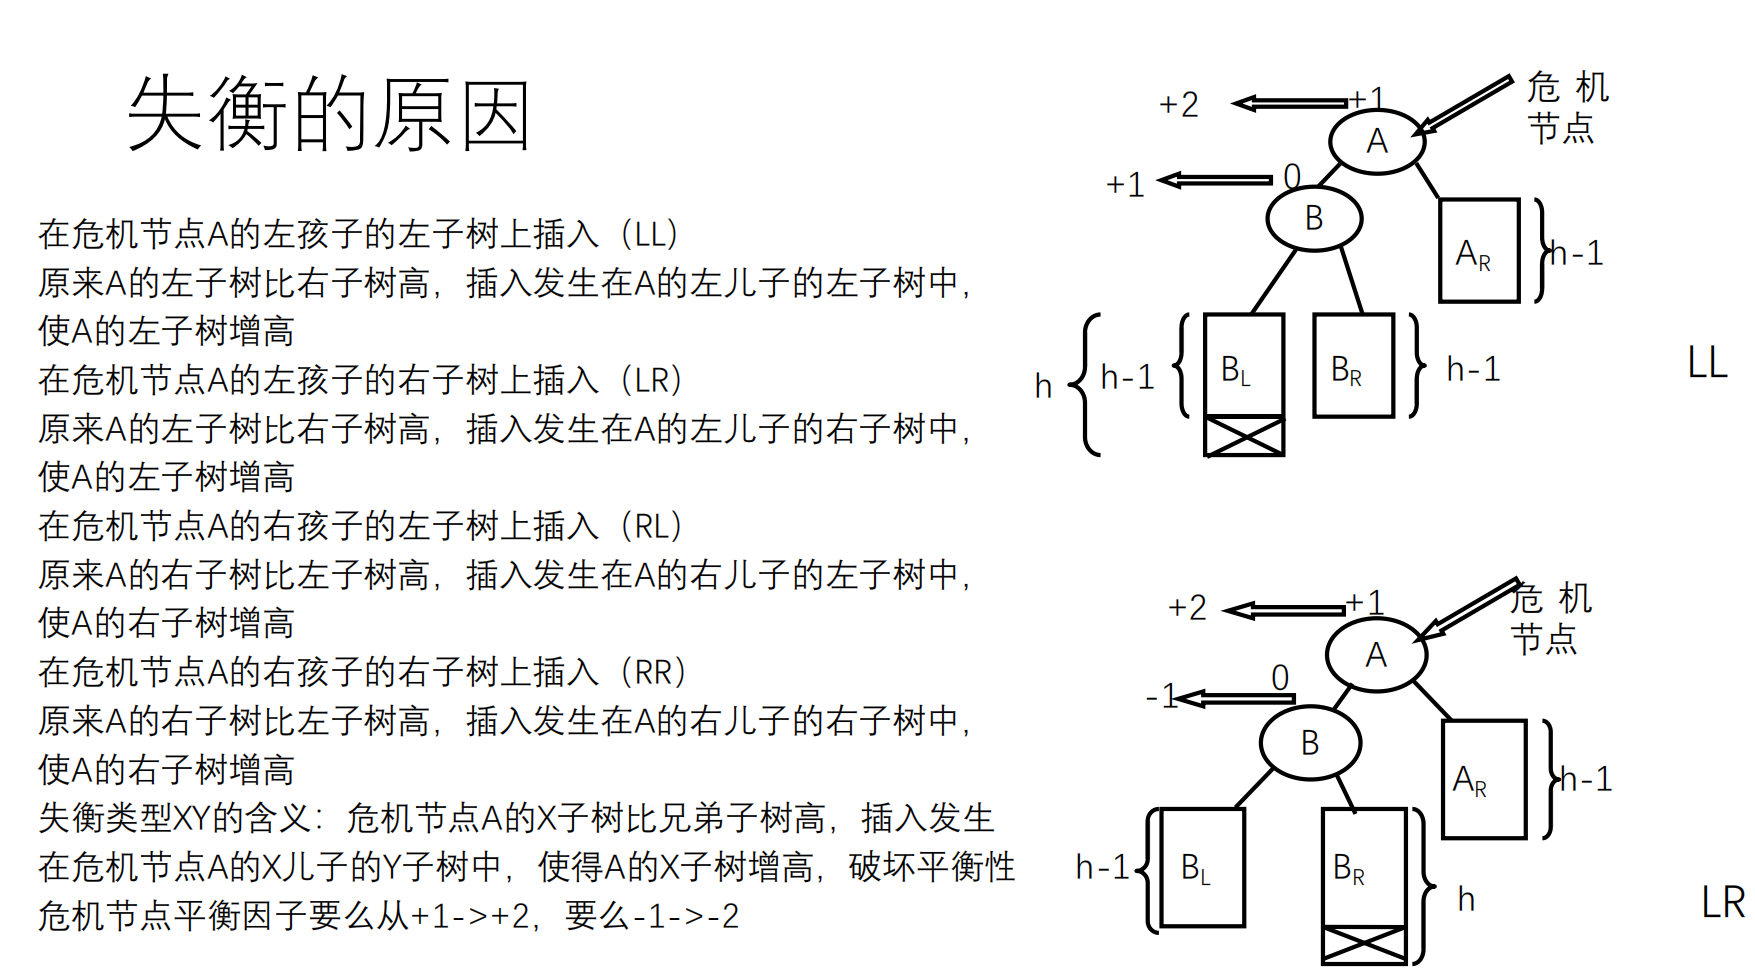 失衡的原因
在危机节点A的左孩子的左子树上插入（LL）
原来A的左子树比右子树高，插入发生在A的左儿子的左子树中，
使A的左子树增高
在危机节点A的左孩子的右子树上插入（LR）
原来A的左子树比右子树高，插入发生在A的左儿子的右子树中，
使A的左子树增高
在危机节点A的右孩子的左子树上插入（RL）
原来A的右子树比左子树高，插入发生在A的右儿子的左子树中，
使A的右子树增高
在危机节点A的右孩子的右子树上插入（RR）
原来A的右子树比左子树高，插入发生在A的右儿子的右子树中，
使A的右子树增高
失衡类型XY的含义：危机节点A的X子树比兄弟子树高，插入发生
在危机节点A的X儿子的Y子树中，使得A的X子树增高，破坏平衡性
危机节点平衡因子要么从+1->+2，要么-1->-2
+2
+1
危 机
节点
A
+1
0
B
AR
h-1
h
h-1
BL
BR
h-1
LL
+2
+1
危 机
节点
A
-1
0
B
AR
h-1
h-1
BL
BR
h
LR